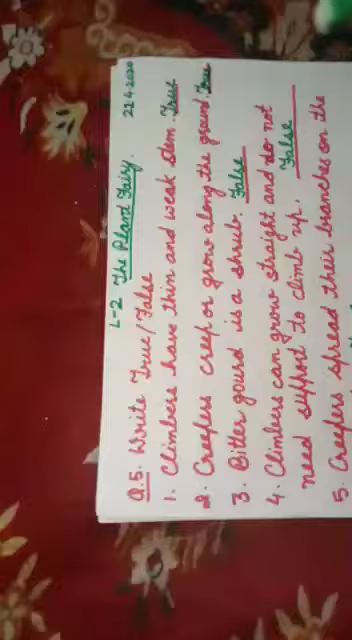 L-2 The Plant Fairy. 22.4.2020
Q.5. Write True/False
1. Climbers have thin and weak stem. True
2. Creepers creep or grow along the ground. True
3. Bitter gourd is a shrub. False
4. Climbers can grow straight and do not
need support to climb up. False
5. Creepers spread their branches on the